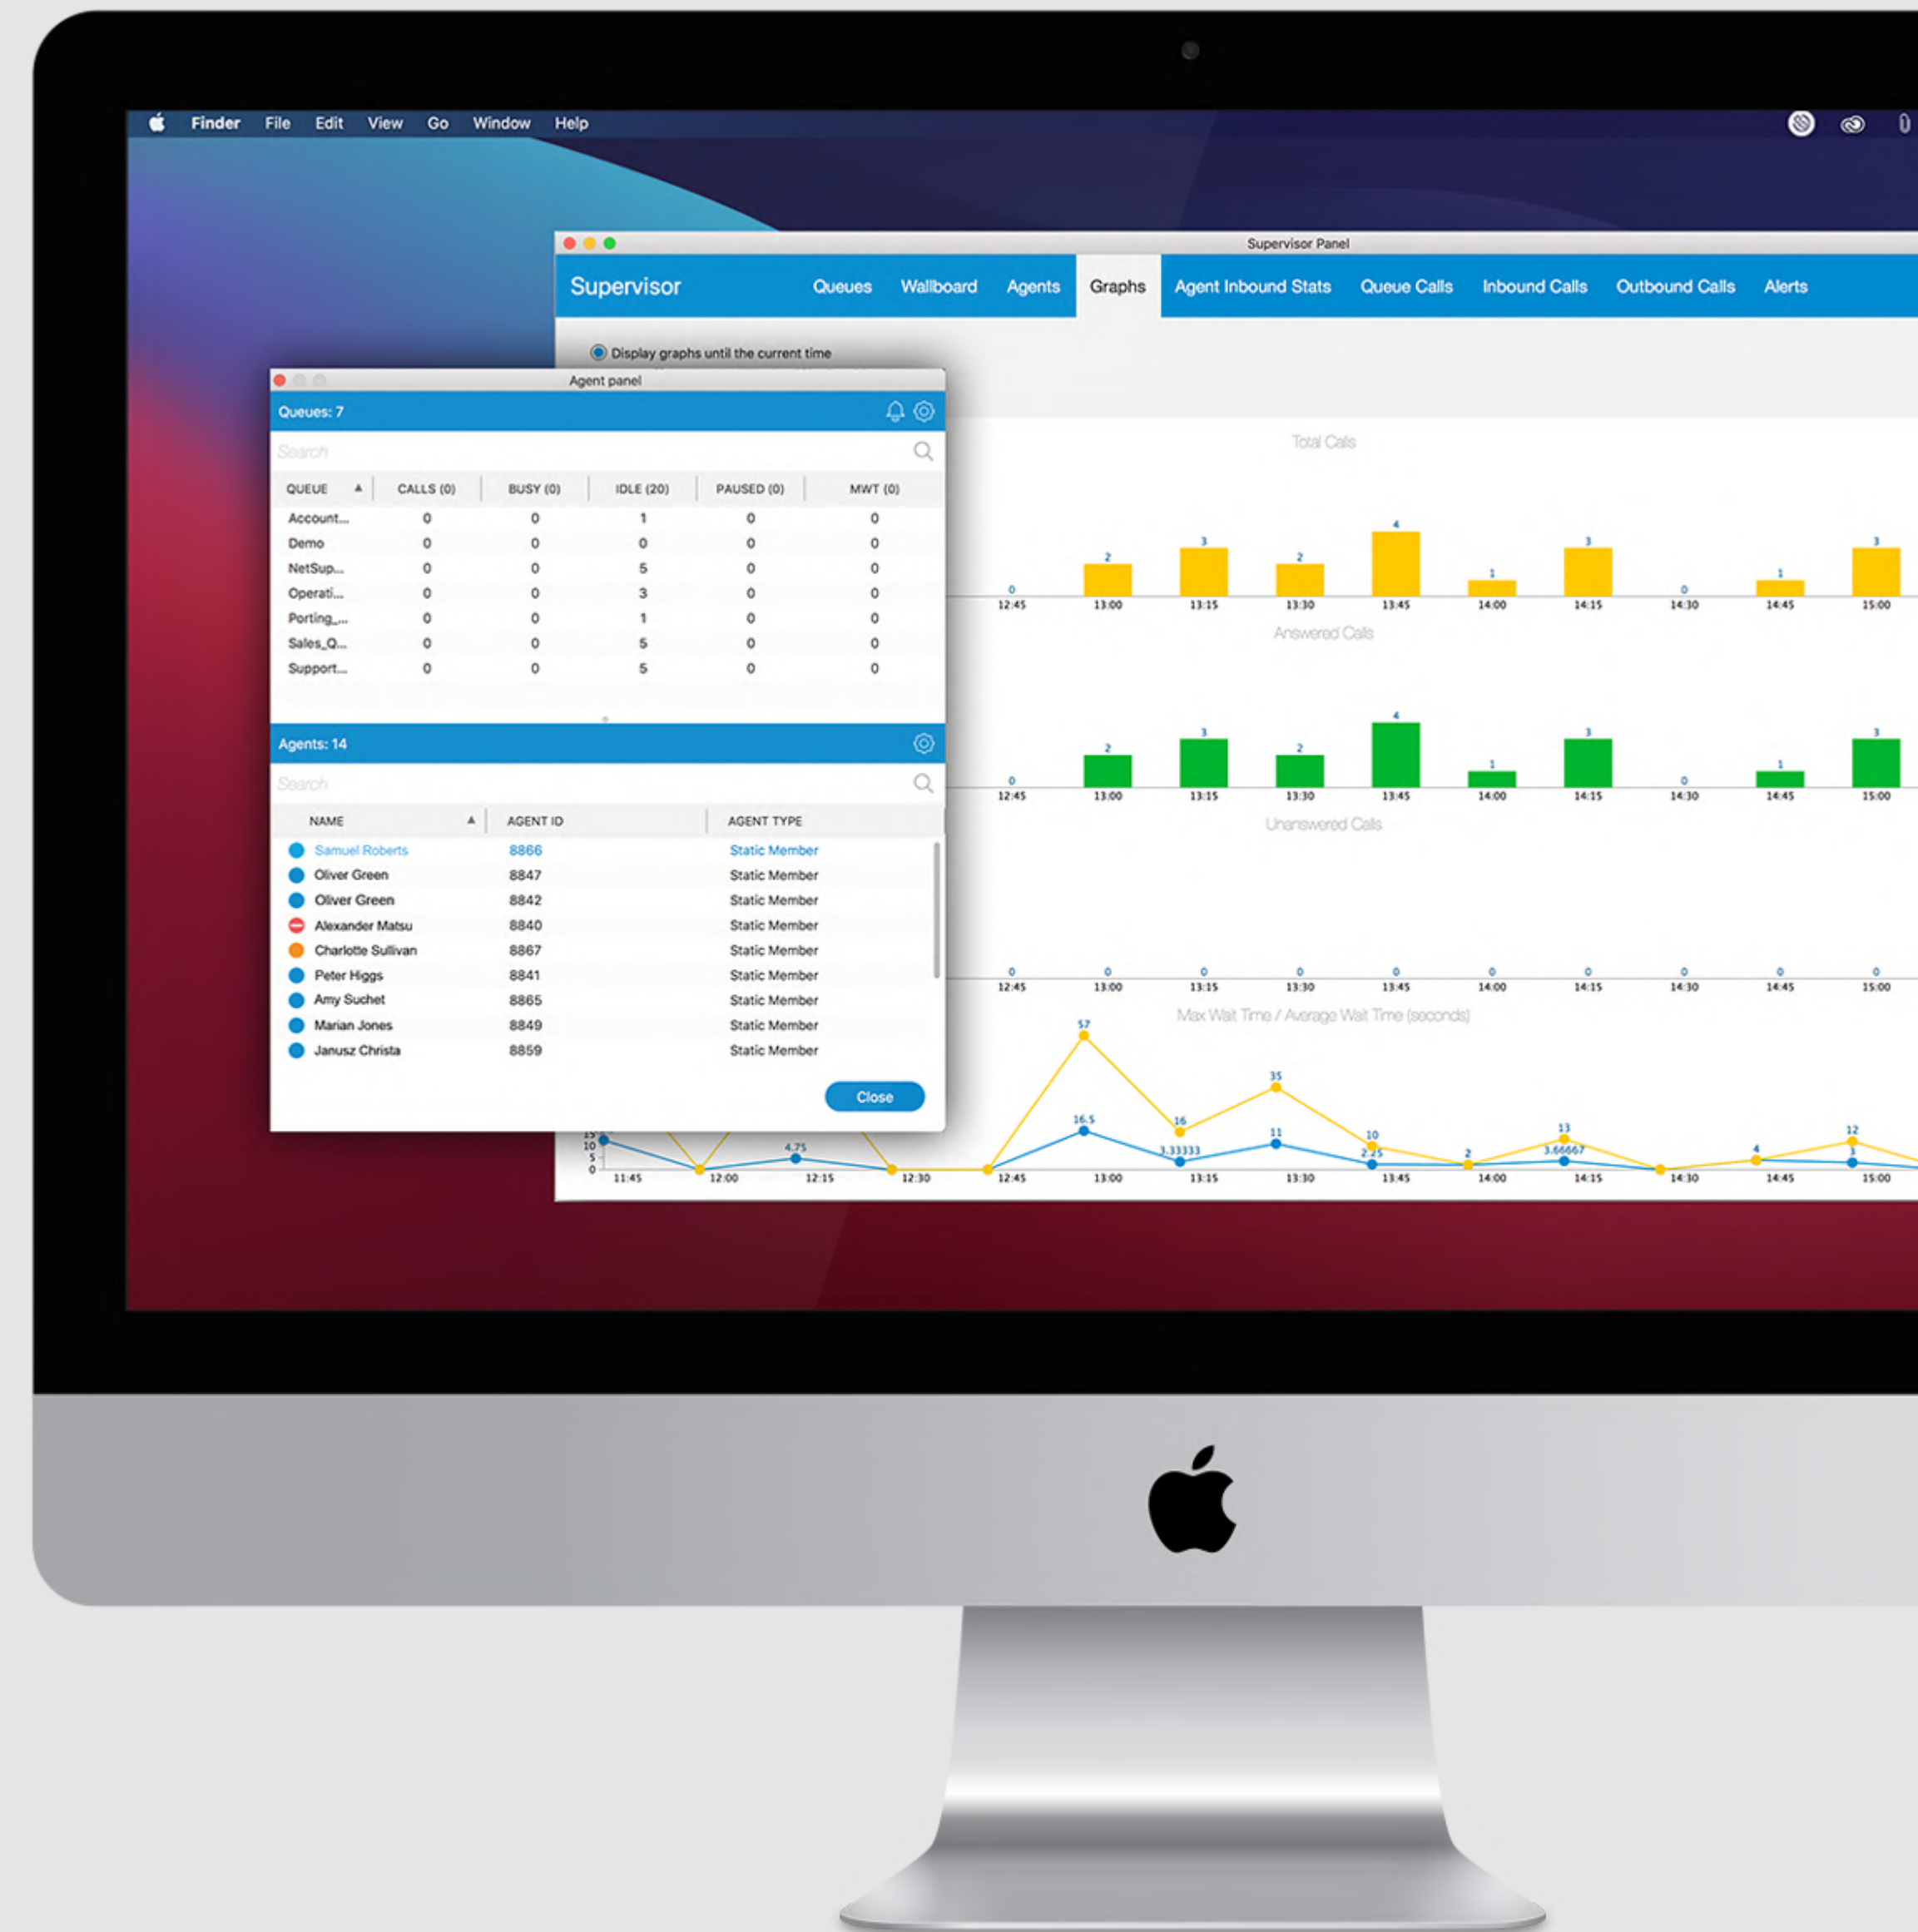 Finder File Edit View Go Window Help
Supervisor Panel
Supervisor Queues Wallboard Agents Graphs Agent Inbound Stats Queue Calls Inbound Calls Outbound Calls Alerts
Display graphs until the current time
Agent panel
Queues: 7
Search
QUEUE CALLS (0) BUSY (0) IDLE (20) PAUSED (0) MWT (0)
Account... 0 0 1 0 0
Demo 0 0 0 0 0
NetSup... 0 0 5 0 0
Operati... 0 0 3 0 0
Porting_... 0 0 1 0 0
Sales_Q... 0 0 5 0 0
Support... 0 0 5 0 0
Agents: 14
Search
NAME AGENT ID AGENT TYPE
Samuel Roberts 8866 Static Member
Oliver Green 8847 Static Member
Oliver Green 8842 Static Member
Alexander Matsu 8840 Static Member
Charlotte Sullivan 8867 Static Member
Peter Higgs 8841 Static Member
Amy Suchet 8865 Static Member
Marian Jones 8849 Static Member
Janusz Christa 8859 Static Member
Close
Total Calls
0 2 3 2 4 1 3 0 1 3
12:45 13:00 13:15 13:30 13:45 14:00 14:15 14:30 14:45 15:00
Answered Calls
0 2 3 2 4 1 3 0 1 3
12:45 13:00 13:15 13:30 13:45 14:00 14:15 14:30 14:45 15:00
Unanswered Calls
0 0 0 0 0 0 0 0 0 0
12:45 13:00 13:15 13:30 13:45 14:00 14:15 14:30 14:45 15:00
Max Wait Time / Average Wait Time (seconds)
57 16 35 10 2 13 4 12
4.75 16.5 3.33333 11 2.25 3.66667 3
15
10
5
0
11:45 12:00 12:15 12:30 12:45 13:00 13:15 13:30 13:45 14:00 14:15 14:30 14:45 15:00